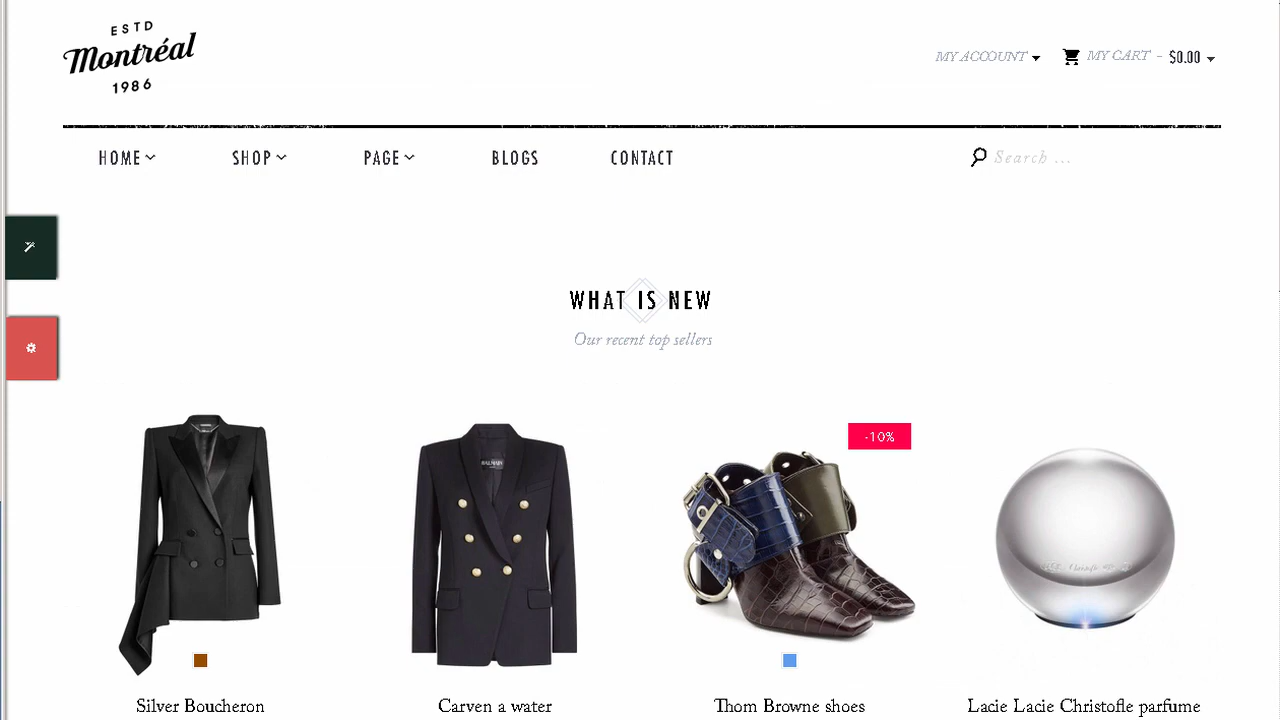 ESTD
Montréal
1986
MY ACCOUNT
MY CART - $0.00
HOME
SHOP
PAGE
BLOGS
CONTACT
Search ...
WHAT IS NEW
Our recent top sellers
BALMAIN
-10%
Silver Boucheron
Carven a water
Thom Browne shoes
Lacie Lacie Christofle parfume